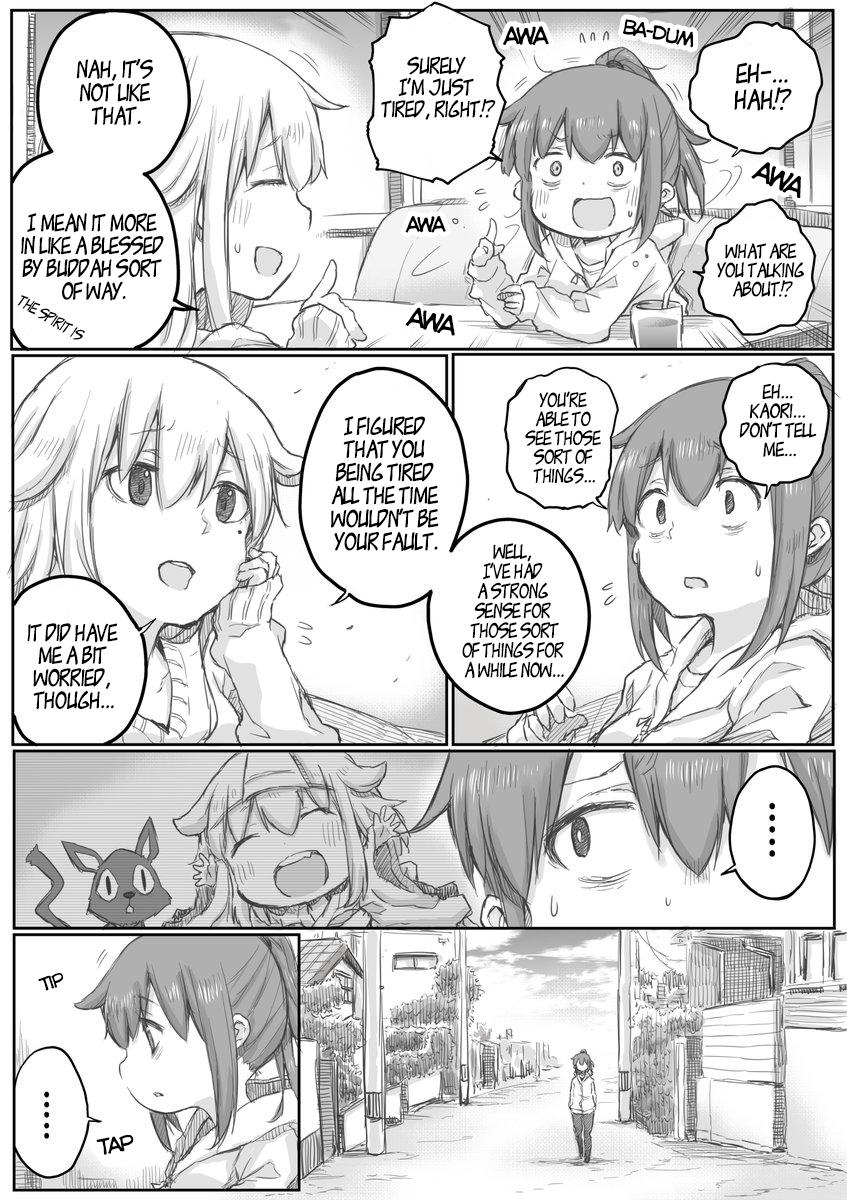 EH-...
HAH!?
BA-DUM
AWA
SURELY
I'M JUST
TIRED, RIGHT!?
AWA
WHAT ARE
YOU TALKING
ABOUT!?
AWA
AWA
NAH, IT'S
NOT LIKE
THAT.
I MEAN IT MORE
IN LIKE A BLESSED
BY BUDDAH SORT
OF WAY.
THE SPIRIT IS
EH...
KAORI...
DON'T TELL
ME...
YOU'RE
ABLE TO
SEE THOSE
SORT OF
THINGS...
WELL,
I'VE HAD
A STRONG
SENSE FOR
THOSE SORT
OF THINGS FOR
A WHILE NOW...
I FIGURED
THAT YOU
BEING TIRED
ALL THE TIME
WOULDN'T BE
YOUR FAULT.
IT DID HAVE
ME A BIT
WORRIED,
THOUGH...
.....
TIP
.....
TAP